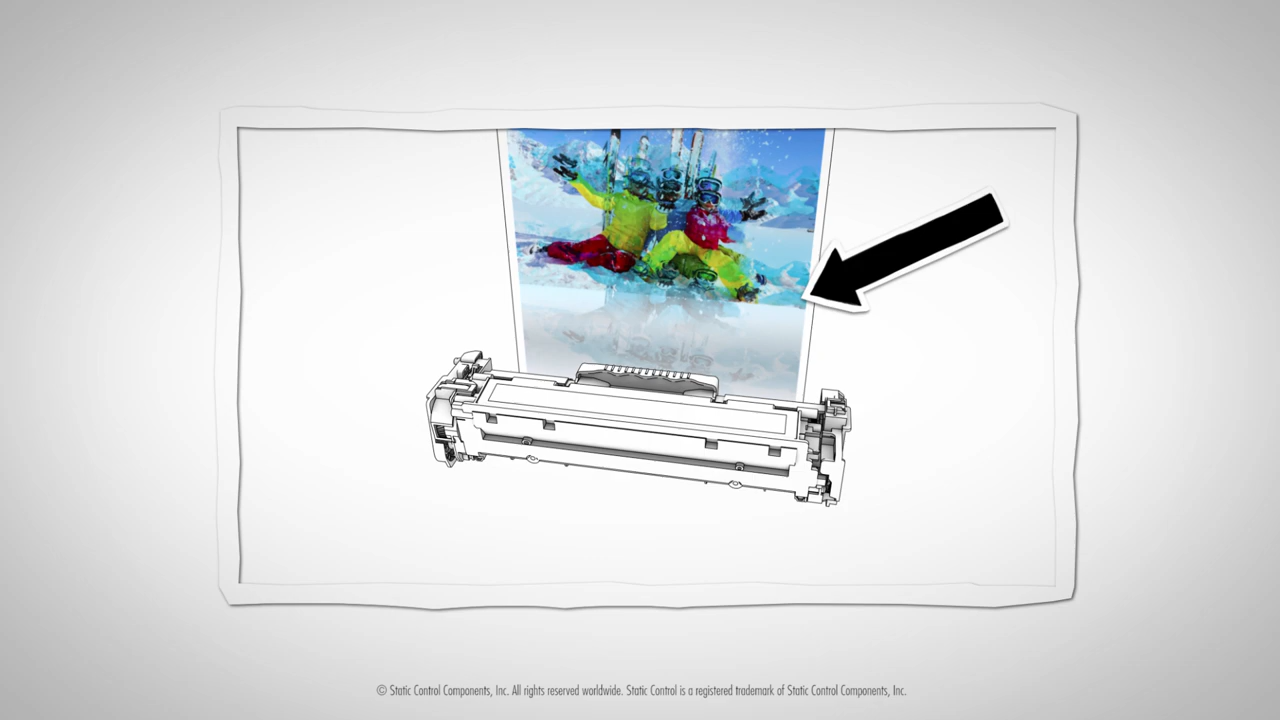 © Static Control Components, Inc. All rights reserved worldwide. Static Control is a registered trademark of Static Control Components, Inc.